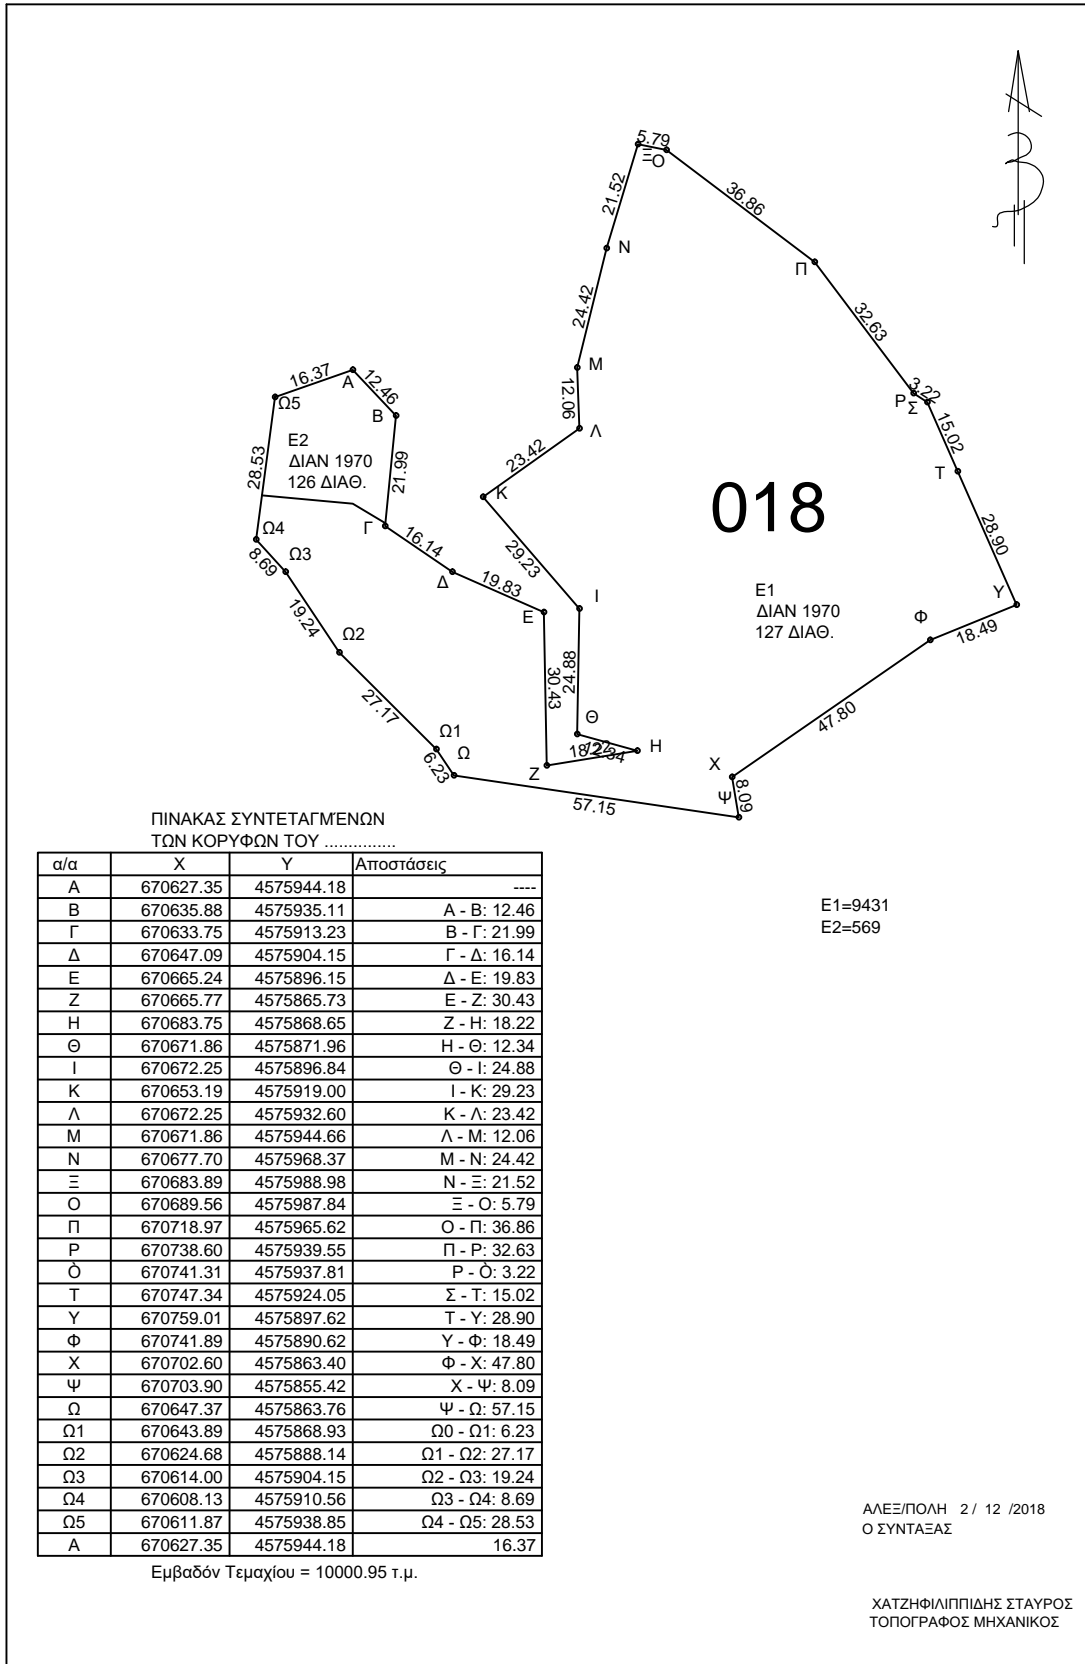 5.79
Ξ Ο
36.86
21.52
Ν
Π
24.42
32.63
Μ
16.37
Α
12.46
12.06
3.22
Ρ Σ
Ω5
Β
15.02
Λ
Ε2
ΔΙΑΝ 1970
126 ΔΙΑΘ.
28.53
21.99
23.42
Τ
Κ
018
Ω4
Γ
28.90
8.69
Ω3
16.14
Δ
29.23
19.83
19.24
Ε
Ι
Ε1
ΔΙΑΝ 1970
127 ΔΙΑΘ.
Υ
Φ
18.49
Ω2
30.43
24.88
27.17
47.80
Θ
Ω1
Ω
18.22
12.34
Η
Ζ
Χ
6.23
8.09
Ψ
57.15
ΠΙΝΑΚΑΣ ΣΥΝΤΕΤΑΓΜΈΝΩΝ
ΤΩΝ ΚΟΡΥΦΩΝ ΤΟΥ ...............
α/α Χ Υ Αποστάσεις
Α 670627.35 4575944.18 ----
Β 670635.88 4575935.11 Α - Β: 12.46
Γ 670633.75 4575913.23 Β - Γ: 21.99
Δ 670647.09 4575904.15 Γ - Δ: 16.14
Ε 670665.24 4575896.15 Δ - Ε: 19.83
Ζ 670665.77 4575865.73 Ε - Ζ: 30.43
Η 670683.75 4575868.65 Ζ - Η: 18.22
Θ 670671.86 4575871.96 Η - Θ: 12.34
Ι 670672.25 4575896.84 Θ - Ι: 24.88
Κ 670653.19 4575919.00 Ι - Κ: 29.23
Λ 670672.25 4575932.60 Κ - Λ: 23.42
Μ 670671.86 4575944.66 Λ - Μ: 12.06
Ν 670677.70 4575968.37 Μ - Ν: 24.42
Ξ 670683.89 4575988.98 Ν - Ξ: 21.52
Ο 670689.56 4575987.84 Ξ - Ο: 5.79
Π 670718.97 4575965.62 Ο - Π: 36.86
Ρ 670738.60 4575939.55 Π - Ρ: 32.63
Ò 670741.31 4575937.81 Ρ - Ò: 3.22
Τ 670747.34 4575924.05 Σ - Τ: 15.02
Υ 670759.01 4575897.62 Τ - Υ: 28.90
Φ 670741.89 4575890.62 Υ - Φ: 18.49
Χ 670702.60 4575863.40 Φ - Χ: 47.80
Ψ 670703.90 4575855.42 Χ - Ψ: 8.09
Ω 670647.37 4575863.76 Ψ - Ω: 57.15
Ω1 670643.89 4575868.93 Ω0 - Ω1: 6.23
Ω2 670624.68 4575888.14 Ω1 - Ω2: 27.17
Ω3 670614.00 4575904.15 Ω2 - Ω3: 19.24
Ω4 670608.13 4575910.56 Ω3 - Ω4: 8.69
Ω5 670611.87 4575938.85 Ω4 - Ω5: 28.53
Α 670627.35 4575944.18 16.37
Εμβαδόν Τεμαχίου = 10000.95 τ.μ.
Ε1=9431
Ε2=569
ΑΛΕΞ/ΠΟΛΗ 2 / 12 /2018
Ο ΣΥΝΤΑΞΑΣ
ΧΑΤΖΗΦΙΛΙΠΠΙΔΗΣ ΣΤΑΥΡΟΣ
ΤΟΠΟΓΡΑΦΟΣ ΜΗΧΑΝΙΚΟΣ